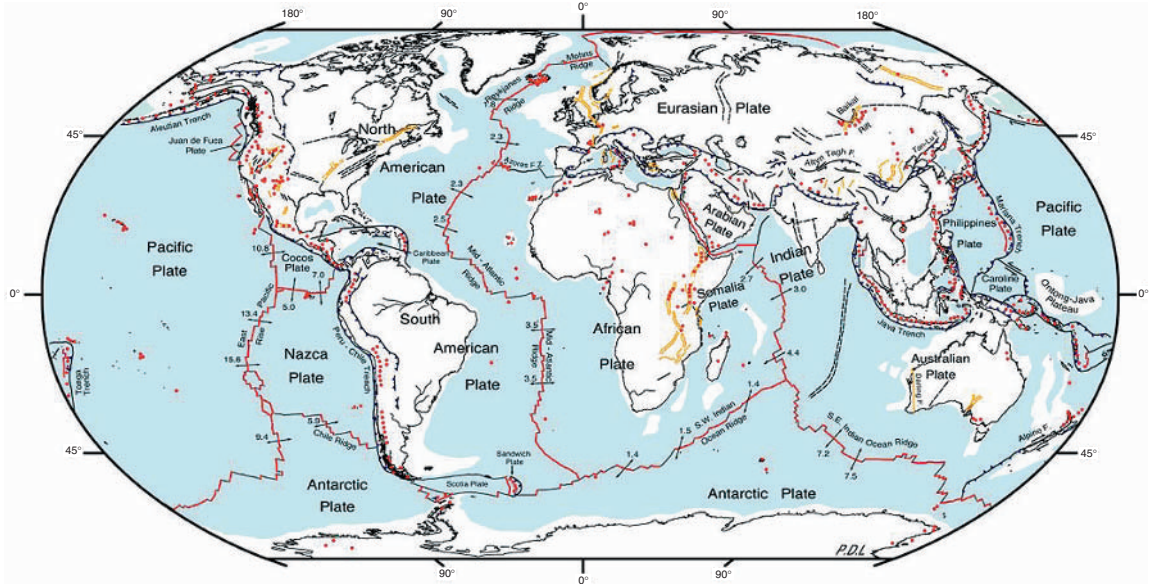 180°
90°
0°
90°
180°
Mohns
Ridge
Reykjanes
Ridge
1.8
Aleutian Trench
45°
Juan de Fuca
Plate
North
American
Plate
2.3
Azores F.Z.
2.3
2.5
Eurasian Plate
Baikal
Rift
Altyn Tagh F.
Tan-Lu F.
45°
Pacific
Plate
10.8
Cocos
Plate
7.0
5.0
Caribbean
Plate
Mid - Atlantic
Ridge
Arabian
Plate
Indian
Plate
2.7
3.0
Somalia
Plate
Philippines
Plate
Mariana Trench
Pacific
Plate
Caroline
Plate
Ontong-Java
Plateau
0°
0°
13.4
East
Pacific
Rise
15.8
Nazca
Plate
Peru - Chile Trench
South
American
Plate
3.5
Mid - Atlantic
Ridge
3.5
African
Plate
4.4
Java Trench
Australian
Plate
Darling F.
Tonga
Trench
5.9
Chile Ridge
9.4
1.4
S.W. Indian
Ocean Ridge
1.5
1.4
S.E. Indian Ocean Ridge
7.2
7.5
Alpine F.
45°
45°
Antarctic
Plate
Scotia Plate
Sandwich
Plate
Antarctic Plate
P.D.L
90°
0°
90°